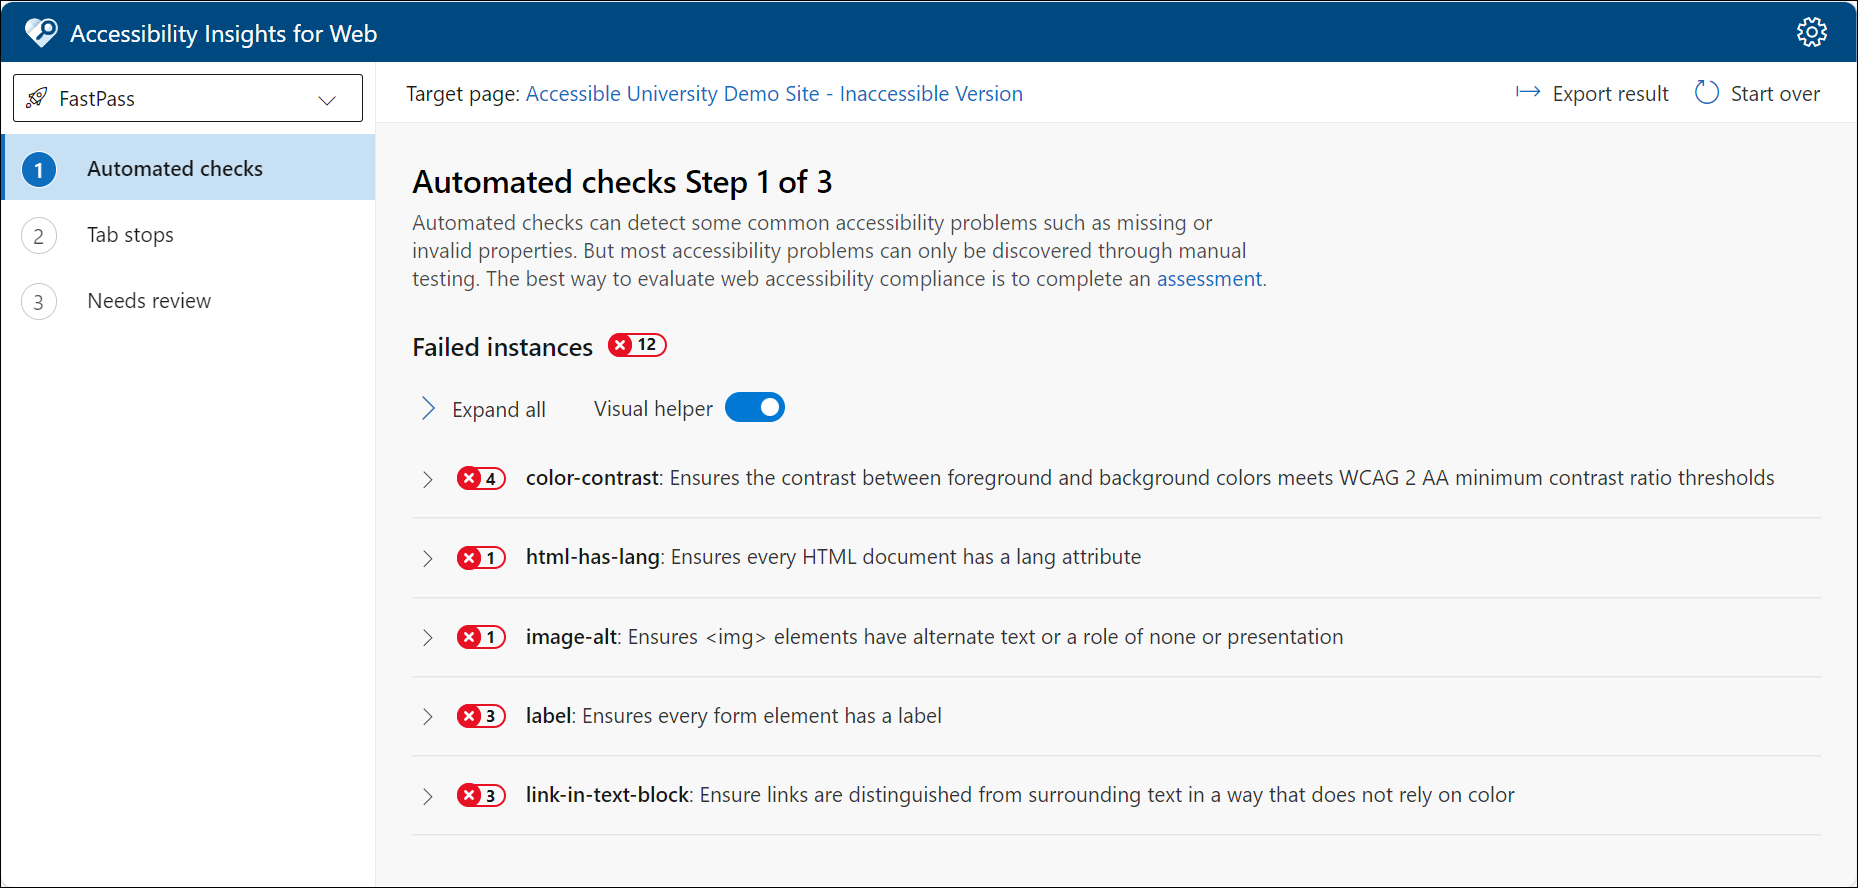 Accessibility Insights for Web
FastPass
Target page: Accessible University Demo Site - Inaccessible Version
Export result
Start over
1 Automated checks
2 Tab stops
3 Needs review
Automated checks Step 1 of 3
Automated checks can detect some common accessibility problems such as missing or
invalid properties. But most accessibility problems can only be discovered through manual
testing. The best way to evaluate web accessibility compliance is to complete an assessment.
Failed instances 12
Expand all
Visual helper
4 color-contrast: Ensures the contrast between foreground and background colors meets WCAG 2 AA minimum contrast ratio thresholds
1 html-has-lang: Ensures every HTML document has a lang attribute
1 image-alt: Ensures <img> elements have alternate text or a role of none or presentation
3 label: Ensures every form element has a label
3 link-in-text-block: Ensure links are distinguished from surrounding text in a way that does not rely on color